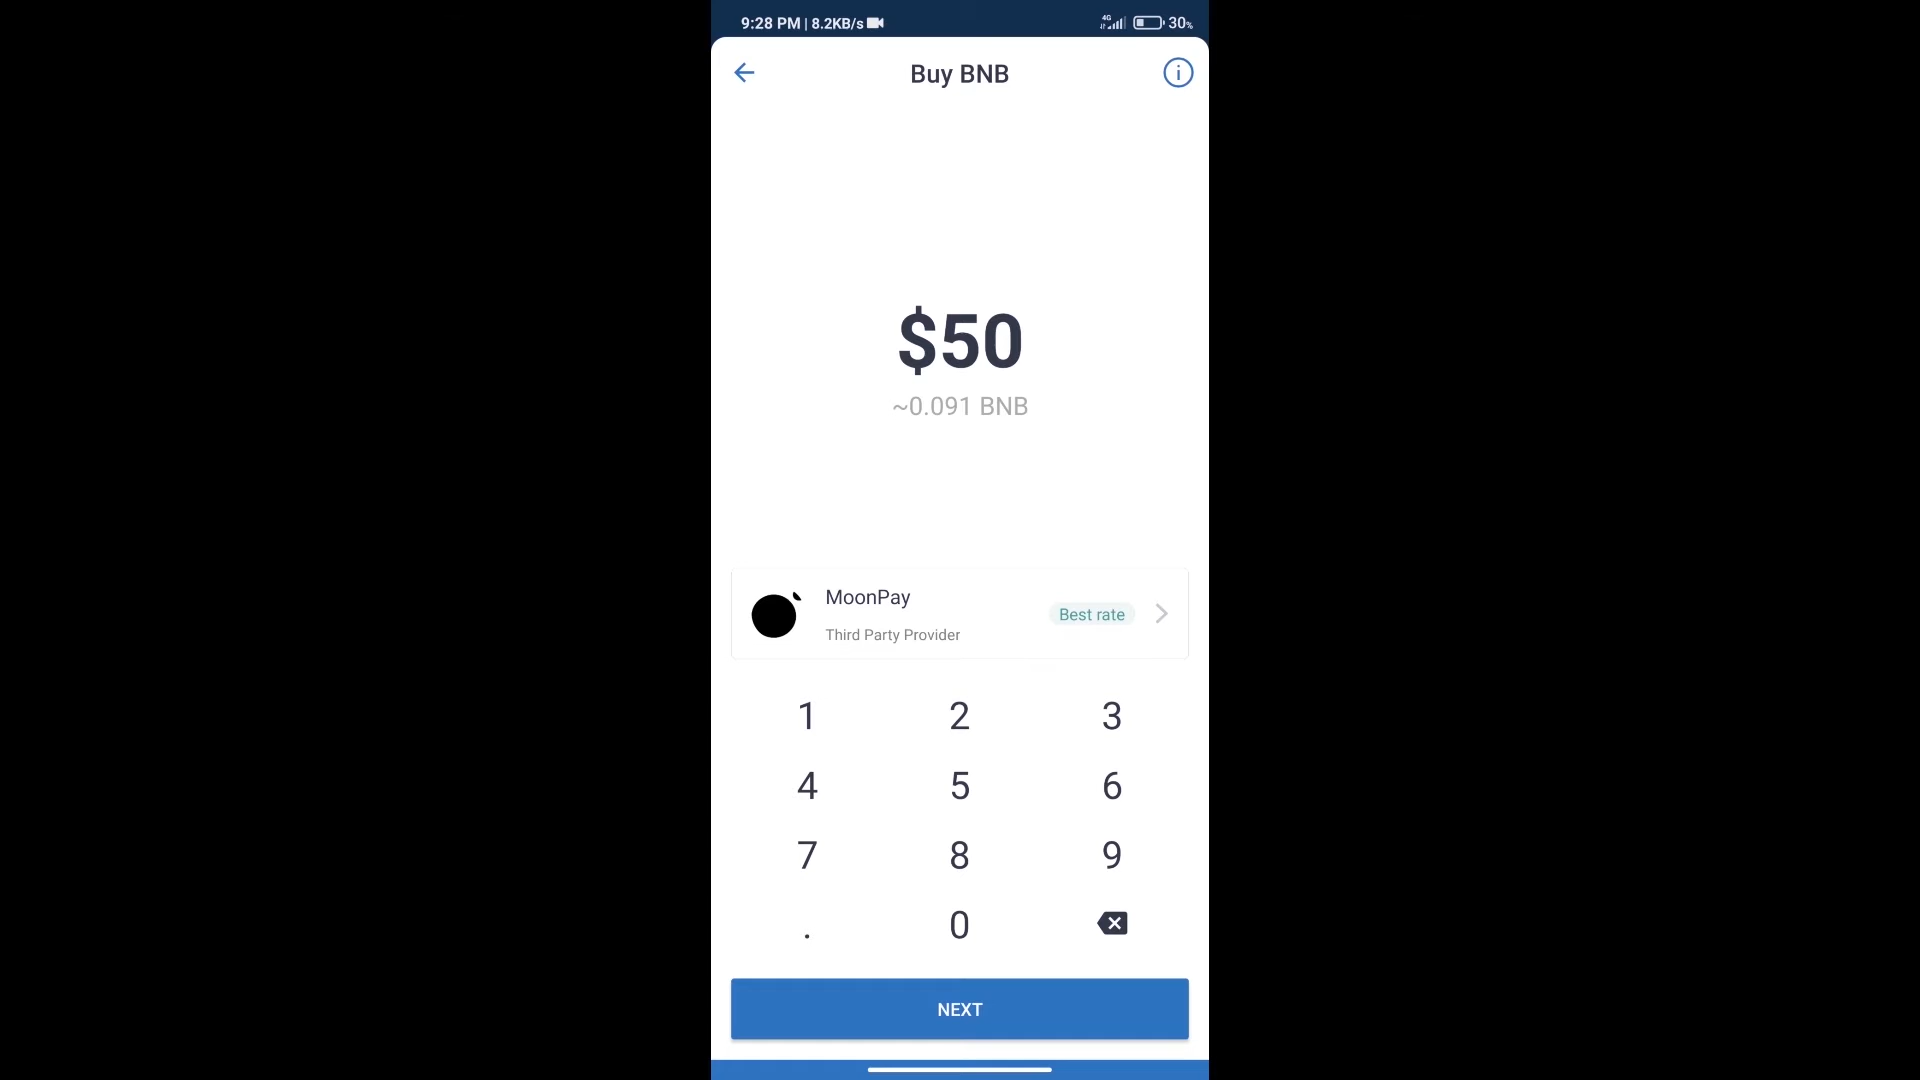 9:28 PM | 8.2KB/s 4G 30%
Buy BNB
$50
~0.091 BNB
MoonPay
Best rate
Third Party Provider
1 2 3
4 5 6
7 8 9
. 0
NEXT